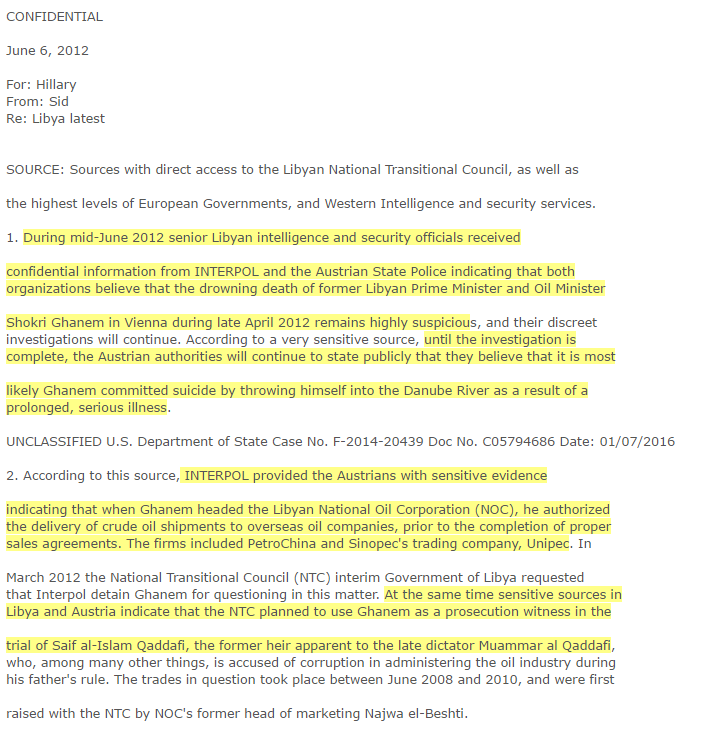 CONFIDENTIAL
June 6, 2012
For: Hillary
From: Sid
Re: Libya latest
SOURCE: Sources with direct access to the Libyan National Transitional Council, as well as
the highest levels of European Governments, and Western Intelligence and security services.
1. During mid-June 2012 senior Libyan intelligence and security officials received
confidential information from INTERPOL and the Austrian State Police indicating that both
organizations believe that the drowning death of former Libyan Prime Minister and Oil Minister
Shokri Ghanem in Vienna during late April 2012 remains highly suspicious, and their discreet
investigations will continue. According to a very sensitive source, until the investigation is
complete, the Austrian authorities will continue to state publicly that they believe that it is most
likely Ghanem committed suicide by throwing himself into the Danube River as a result of a
prolonged, serious illness.
UNCLASSIFIED U.S. Department of State Case No. F-2014-20439 Doc No. C05794686 Date: 01/07/2016
2. According to this source, INTERPOL provided the Austrians with sensitive evidence
indicating that when Ghanem headed the Libyan National Oil Corporation (NOC), he authorized
the delivery of crude oil shipments to overseas oil companies, prior to the completion of proper
sales agreements. The firms included PetroChina and Sinopec's trading company, Unipec. In
March 2012 the National Transitional Council (NTC) interim Government of Libya requested
that Interpol detain Ghanem for questioning in this matter. At the same time sensitive sources in
Libya and Austria indicate that the NTC planned to use Ghanem as a prosecution witness in the
trial of Saif al-Islam Qaddafi, the former heir apparent to the late dictator Muammar al Qaddafi,
who, among many other things, is accused of corruption in administering the oil industry during
his father's rule. The trades in question took place between June 2008 and 2010, and were first
raised with the NTC by NOC's former head of marketing Najwa el-Beshti.